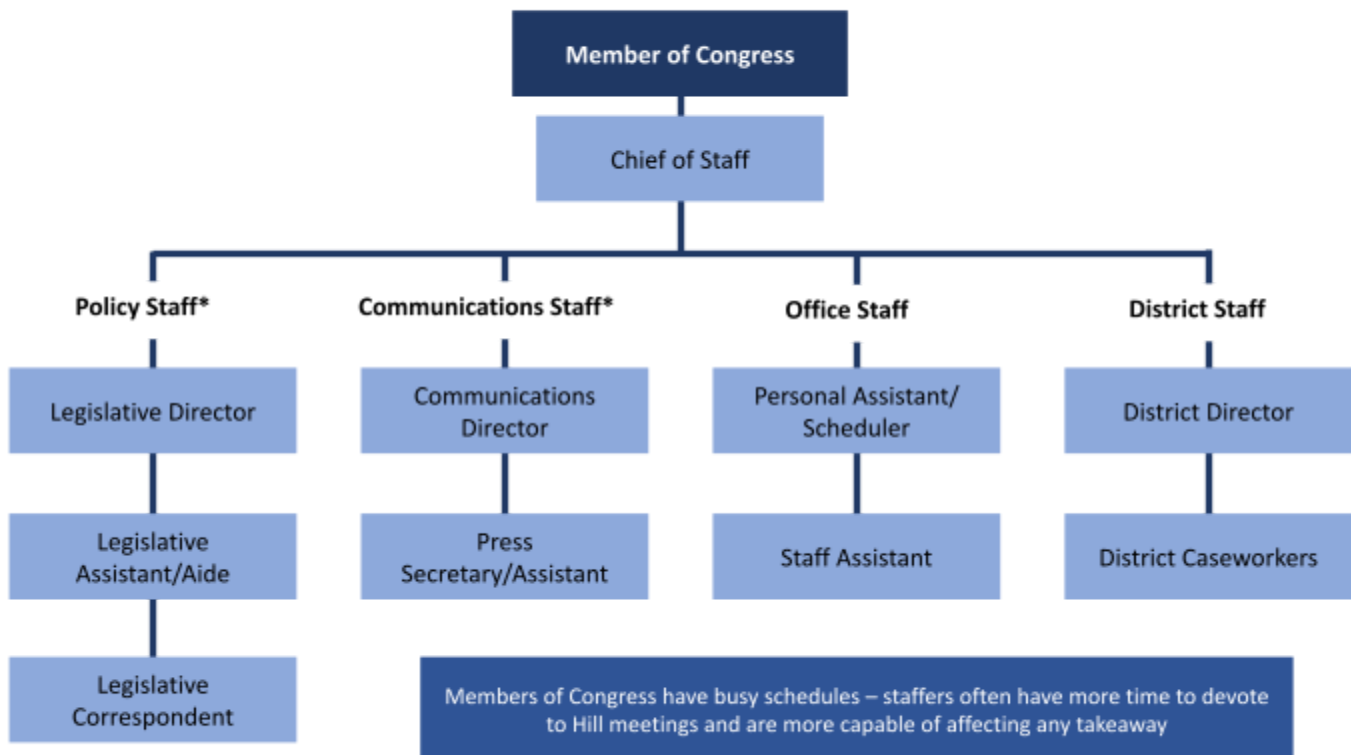 Member of Congress
Chief of Staff
Policy Staff*
Communications Staff*
Office Staff
District Staff
Legislative Director
Communications
Director
Personal Assistant/
Scheduler
District Director
Legislative
Assistant/Aide
Press
Secretary/Assistant
Staff Assistant
District Caseworkers
Legislative
Correspondent
Members of Congress have busy schedules – staffers often have more time to devote
to Hill meetings and are more capable of affecting any takeaway